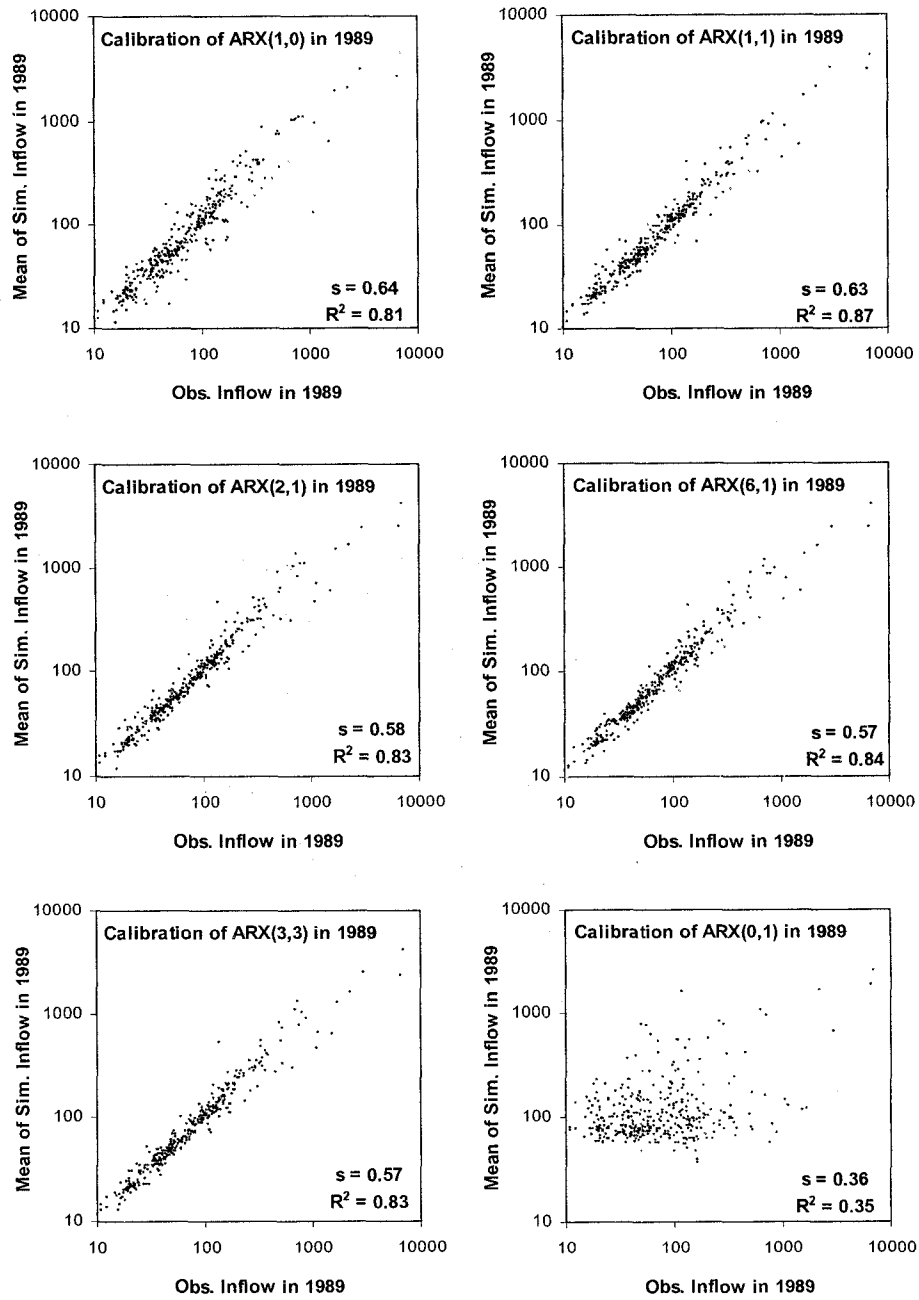 Calibration of ARX(1,0) in 1989
Mean of Sim. Inflow in 1989
10000
1000
100
10
s = 0.64
R² = 0.81
10 100 1000 10000
Obs. Inflow in 1989
Calibration of ARX(1,1) in 1989
Mean of Sim. Inflow in 1989
10000
1000
100
10
s = 0.63
R² = 0.87
10 100 1000 10000
Obs. Inflow in 1989
Calibration of ARX(2,1) in 1989
Mean of Sim. Inflow in 1989
10000
1000
100
10
s = 0.58
R² = 0.83
10 100 1000 10000
Obs. Inflow in 1989
Calibration of ARX(6,1) in 1989
Mean of Sim. Inflow in 1989
10000
1000
100
10
s = 0.57
R² = 0.84
10 100 1000 10000
Obs. Inflow in 1989
Calibration of ARX(3,3) in 1989
Mean of Sim. Inflow in 1989
10000
1000
100
10
s = 0.57
R² = 0.83
10 100 1000 10000
Obs. Inflow in 1989
Calibration of ARX(0,1) in 1989
Mean of Sim. Inflow in 1989
10000
1000
100
10
s = 0.36
R² = 0.35
10 100 1000 10000
Obs. Inflow in 1989